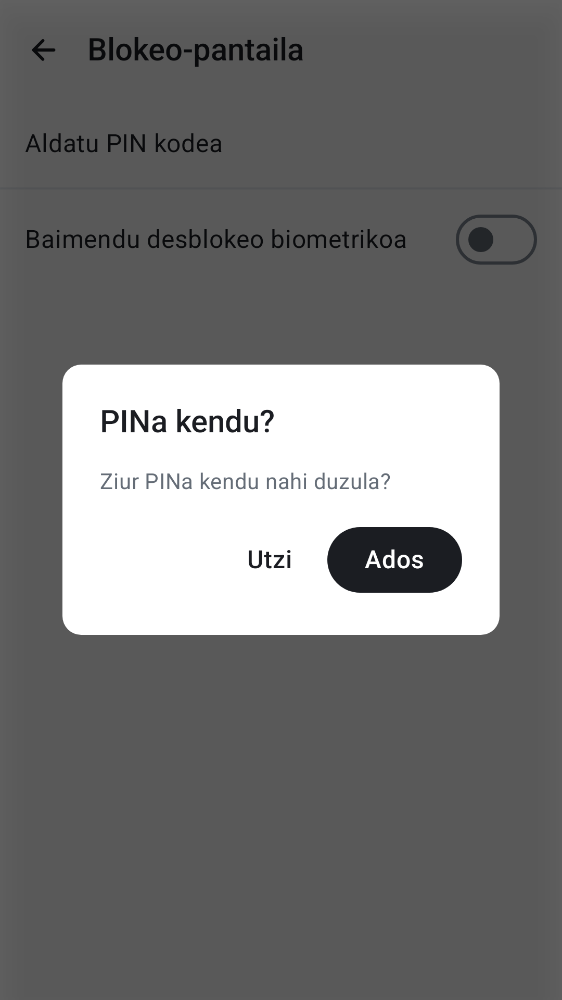 Blokeo-pantaila
Aldatu PIN kodea
Baimendu desblokeo biometrikoa
PINa kendu?
Ziur PINa kendu nahi duzula?
Utzi
Ados